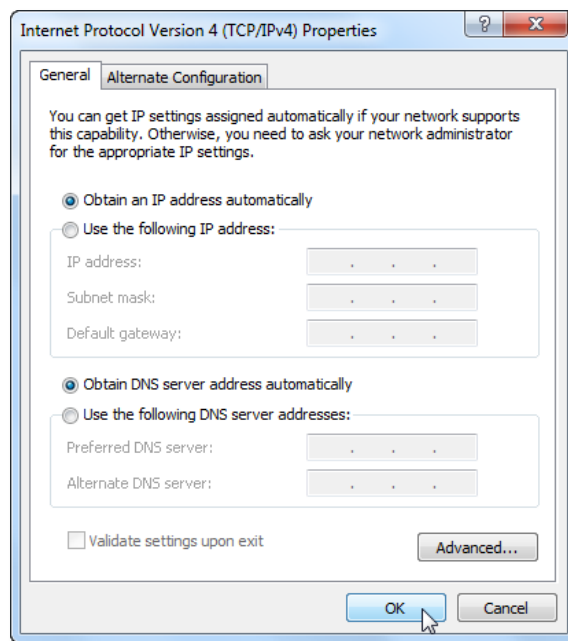 Internet Protocol Version 4 (TCP/IPv4) Properties
General
Alternate Configuration
You can get IP settings assigned automatically if your network supports
this capability. Otherwise, you need to ask your network administrator
for the appropriate IP settings.
Obtain an IP address automatically
Use the following IP address:
IP address:
Subnet mask:
Default gateway:
Obtain DNS server address automatically
Use the following DNS server addresses:
Preferred DNS server:
Alternate DNS server:
Validate settings upon exit
Advanced...
OK
Cancel